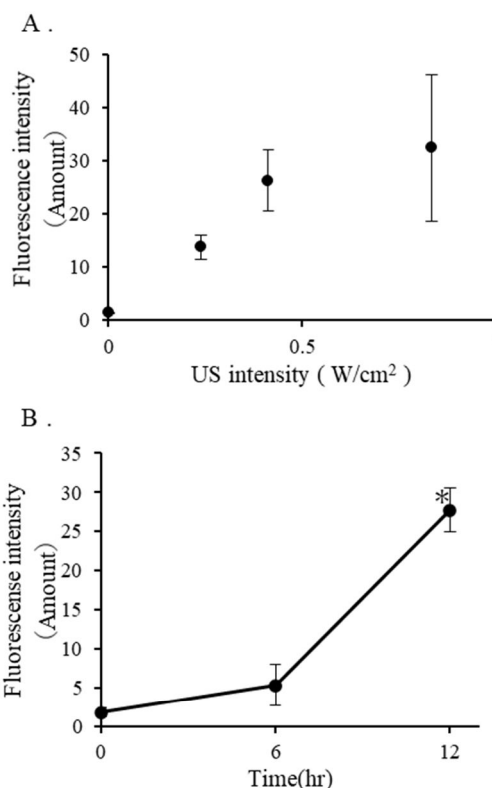 A .
Fluorescence intensity
(Amount)
50
40
30
20
10
0
0
0.5
US intensity ( W/cm² )
B .
Fluorescense intensity
(Amount)
35
30
25
20
15
10
5
0
*
0
6
12
Time(hr)